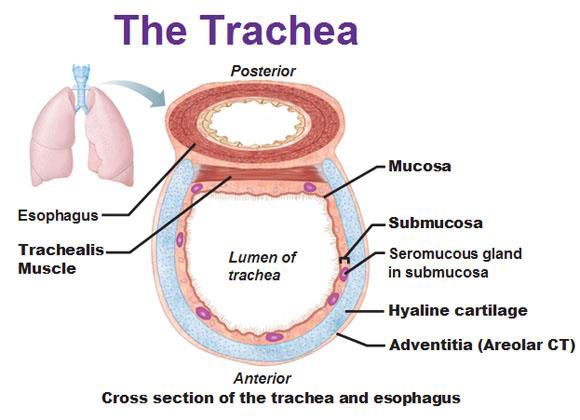 The Trachea
Posterior
Mucosa
Esophagus
Submucosa
Trachealis
Muscle
Lumen of
trachea
Seromucous gland
in submucosa
Hyaline cartilage
Adventitia (Areolar CT)
Anterior
Cross section of the trachea and esophagus